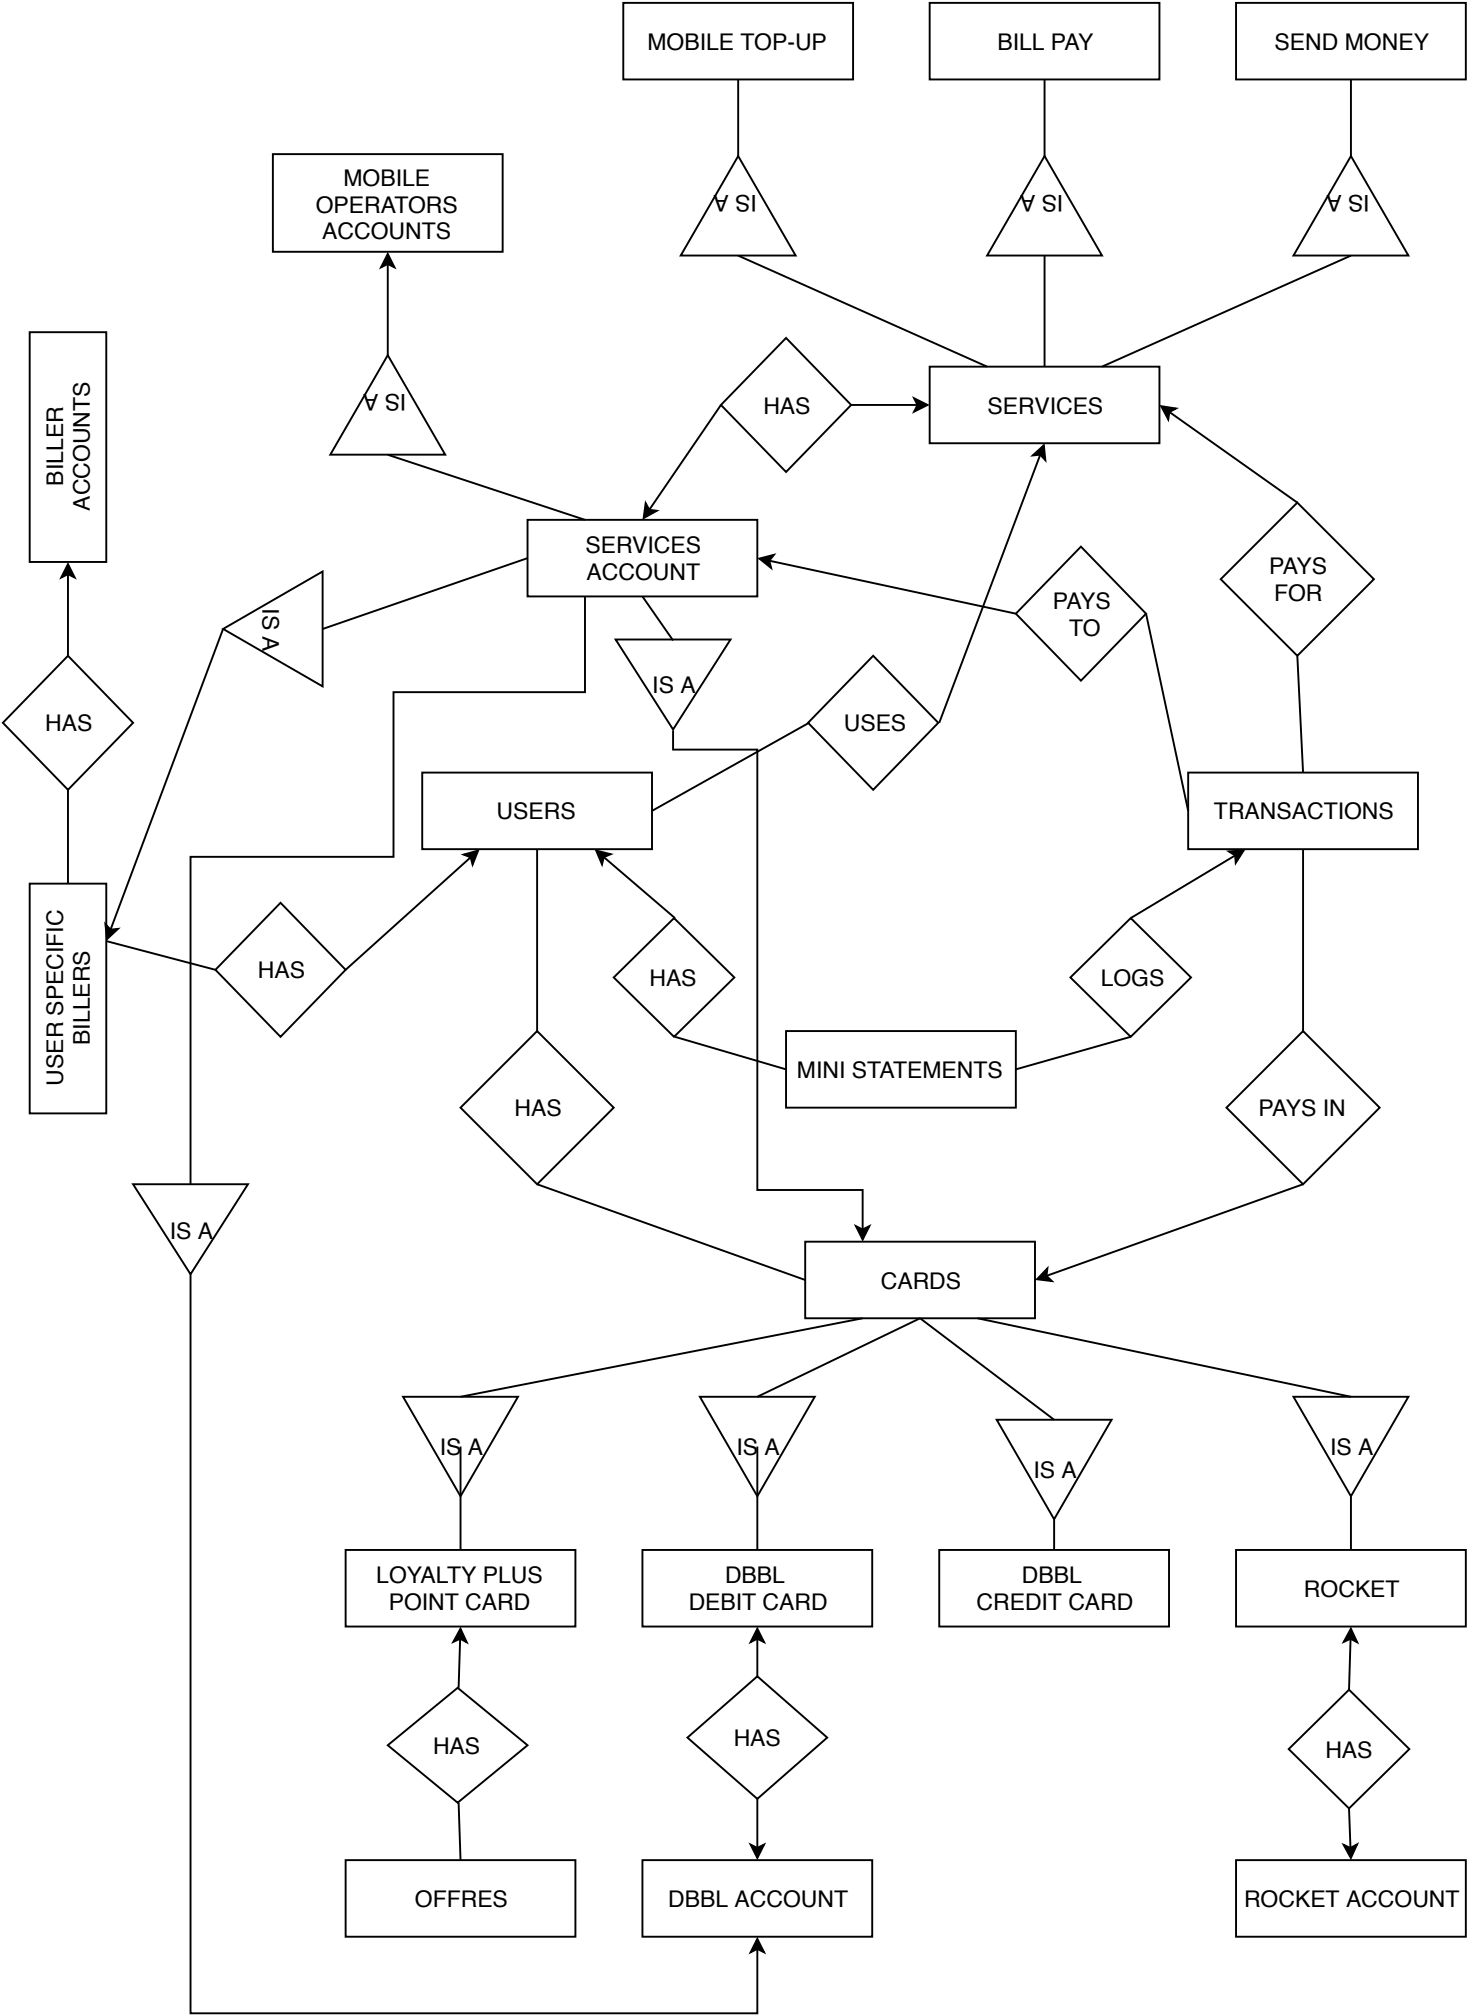 MOBILE TOP-UP
BILL PAY
SEND MONEY
MOBILE
OPERATORS
ACCOUNTS
IS A
IS A
IS A
BILLER
ACCOUNTS
IS A
HAS
SERVICES
SERVICES
ACCOUNT
PAYS
TO
PAYS
FOR
IS A
IS A
HAS
USES
USERS
TRANSACTIONS
USER SPECIFIC
BILLERS
HAS
HAS
LOGS
MINI STATEMENTS
HAS
PAYS IN
IS A
CARDS
IS A
IS A
IS A
IS A
LOYALTY PLUS
POINT CARD
DBBL
DEBIT CARD
DBBL
CREDIT CARD
ROCKET
HAS
HAS
HAS
OFFRES
DBBL ACCOUNT
ROCKET ACCOUNT